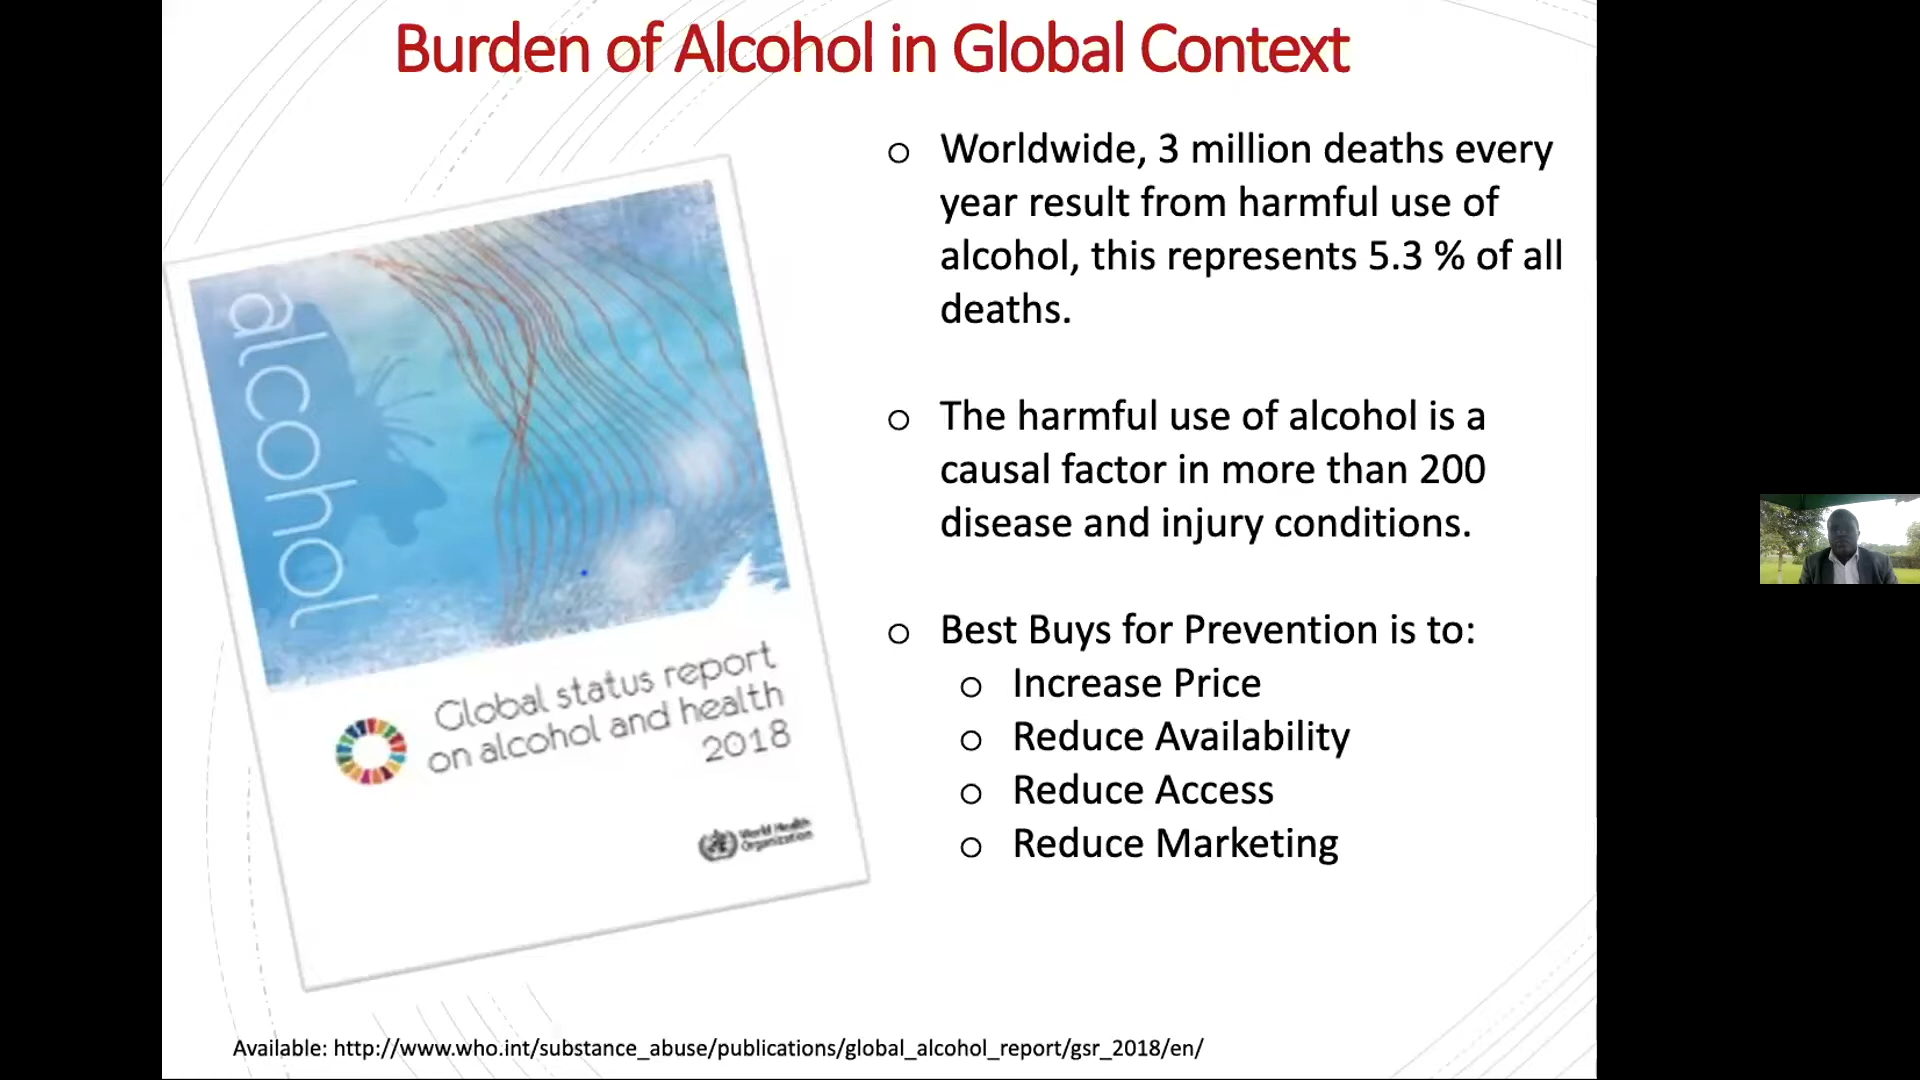 Burden of Alcohol in Global Context
Worldwide, 3 million deaths every
year result from harmful use of
alcohol, this represents 5.3 % of all
deaths.
The harmful use of alcohol is a
causal factor in more than 200
disease and injury conditions.
Best Buys for Prevention is to:
Increase Price
Reduce Availability
Reduce Access
Reduce Marketing
alcohol
Global status report
on alcohol and health
2018
World Health
Organization
Available: http://www.who.int/substance_abuse/publications/global_alcohol_report/gsr_2018/en/